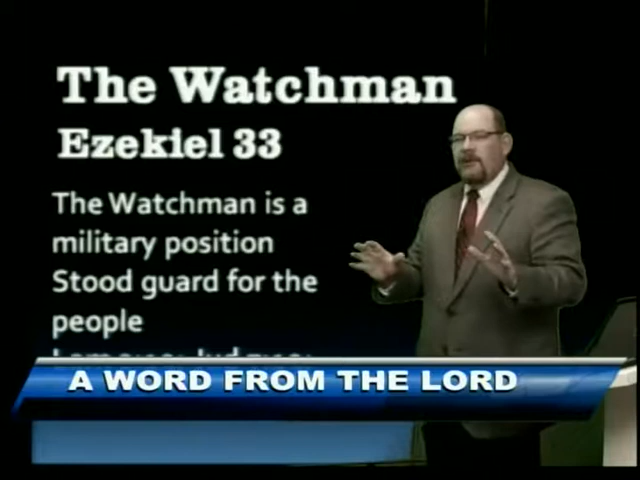 The Watchman
Ezekiel 33
The Watchman is a
military position
Stood guard for the
people
A WORD FROM THE LORD